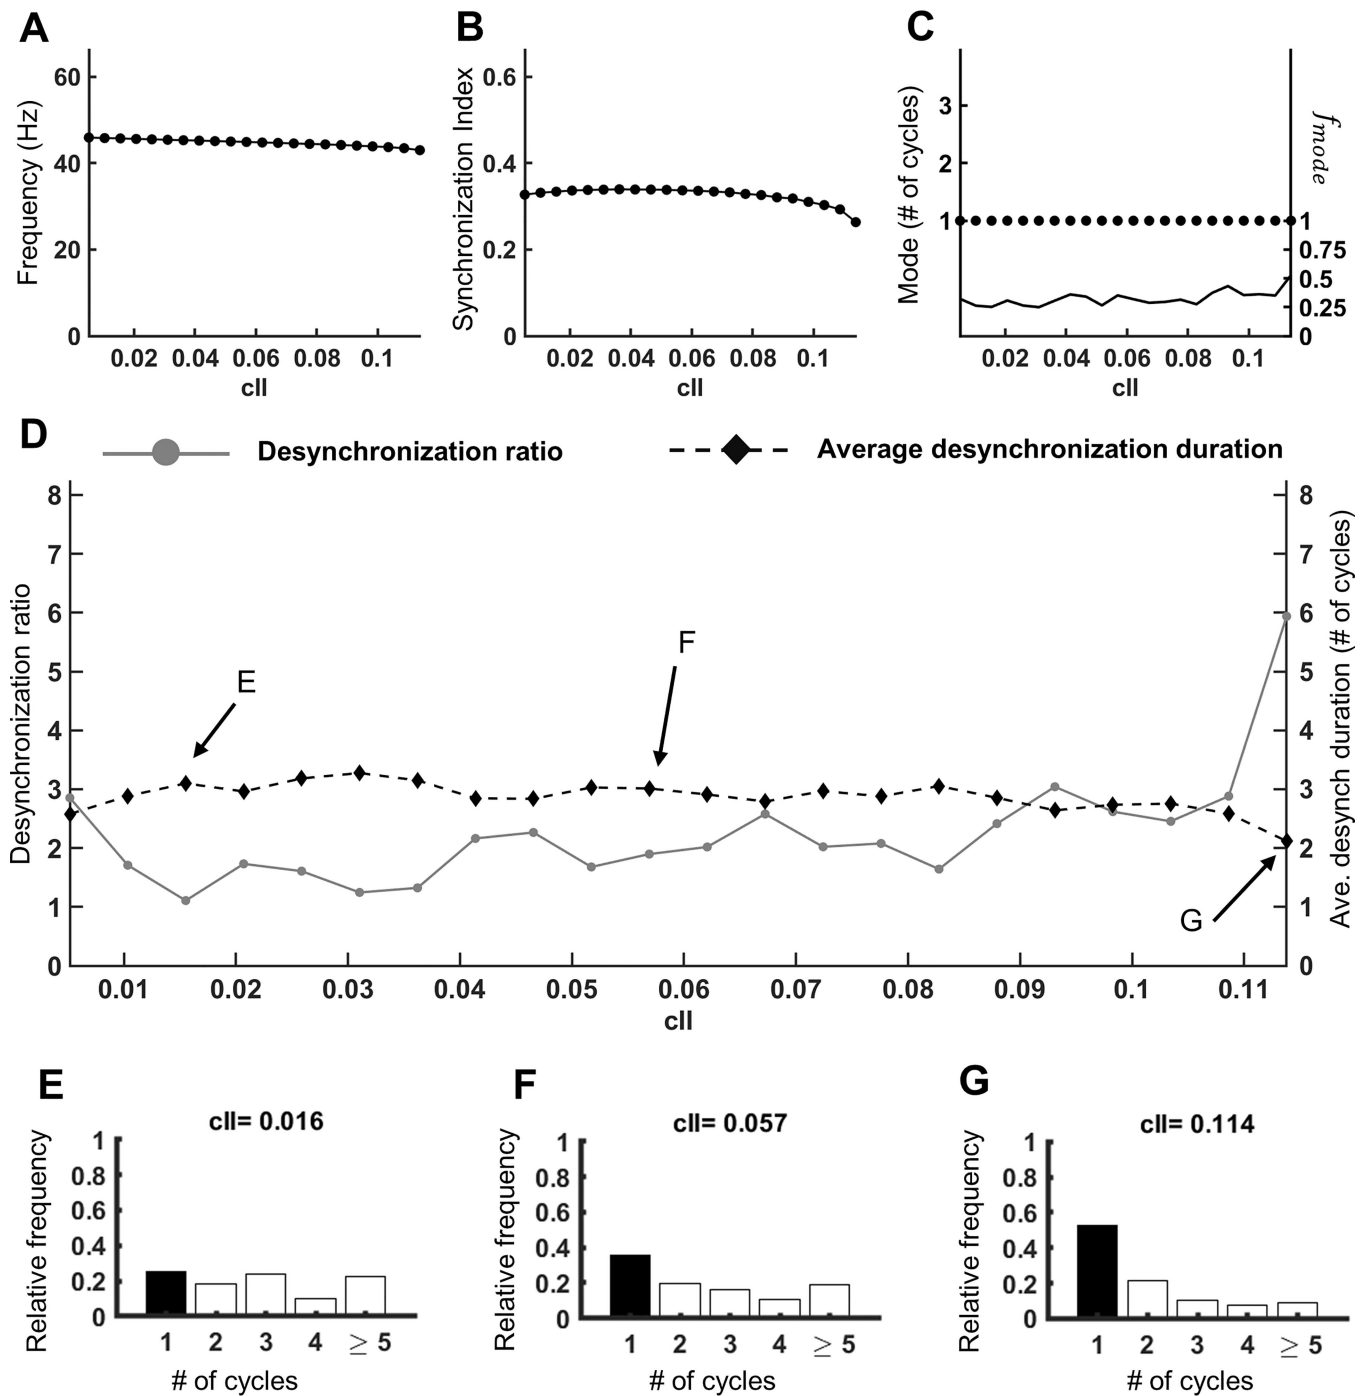 A
B
C
Frequency (Hz)
60
40
20
0
0.02 0.04 0.06 0.08 0.1
cII
Synchronization Index
0.6
0.4
0.2
0
0.02 0.04 0.06 0.08 0.1
cII
Mode (# of cycles)
3
2
1
fmode
1
0.75
0.5
0.25
0
0.02 0.04 0.06 0.08 0.1
cII
D
Desynchronization ratio
Average desynchronization duration
Desynchronization ratio
8
7
6
5
4
3
2
1
0
E
F
G
8
7
6
5
4
3
2
1
0
Ave. desynch duration (# of cycles)
0.01 0.02 0.03 0.04 0.05 0.06 0.07 0.08 0.09 0.1 0.11
cII
E
cII= 0.016
Relative frequency
1
0.8
0.6
0.4
0.2
0
1 2 3 4 ≥ 5
# of cycles
F
cII= 0.057
Relative frequency
1
0.8
0.6
0.4
0.2
0
1 2 3 4 ≥ 5
# of cycles
G
cII= 0.114
Relative frequency
1
0.8
0.6
0.4
0.2
0
1 2 3 4 ≥ 5
# of cycles